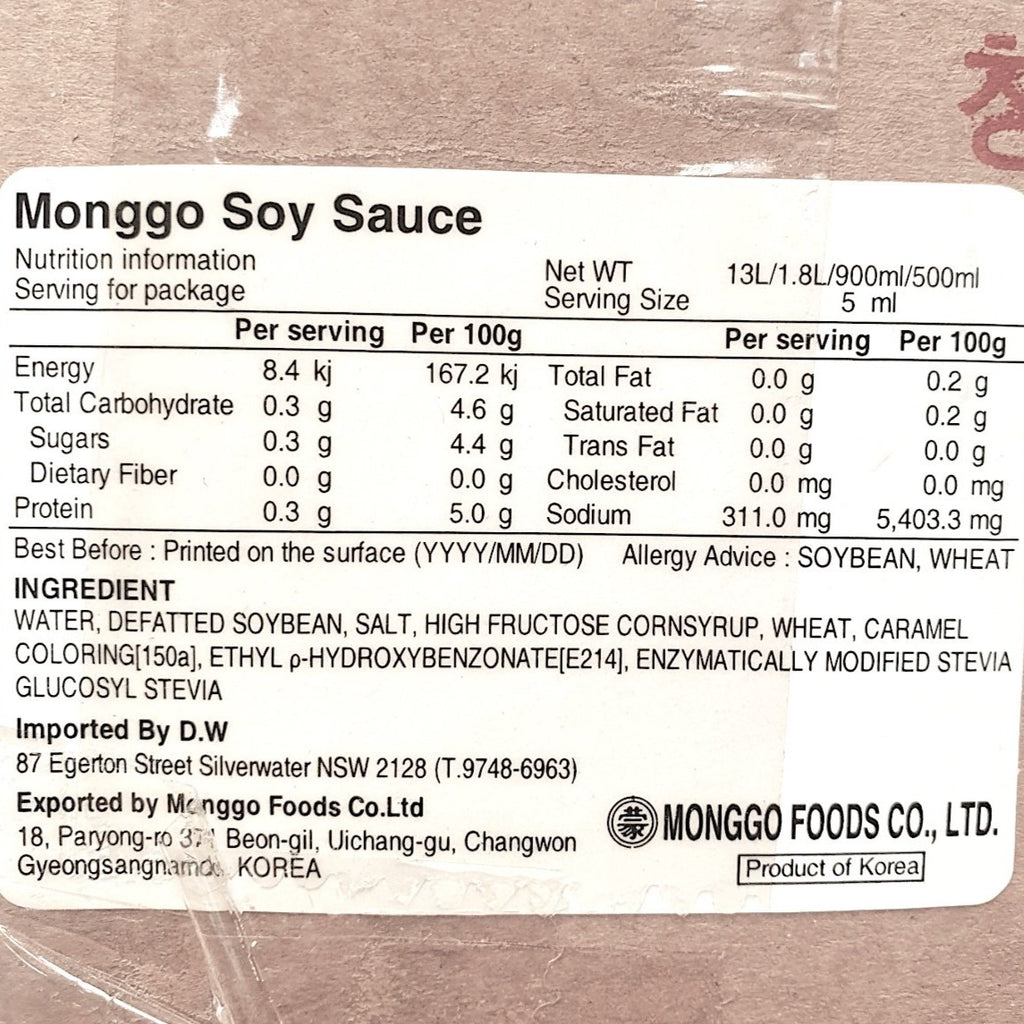 청
Monggo Soy Sauce
Nutrition information
Serving for package
Net WT 13L/1.8L/900ml/500ml
Serving Size 5 ml
Per serving Per 100g Per serving Per 100g
Energy 8.4 kj 167.2 kj Total Fat 0.0 g 0.2 g
Total Carbohydrate 0.3 g 4.6 g Saturated Fat 0.0 g 0.2 g
Sugars 0.3 g 4.4 g Trans Fat 0.0 g 0.0 g
Dietary Fiber 0.0 g 0.0 g Cholesterol 0.0 mg 0.0 mg
Protein 0.3 g 5.0 g Sodium 311.0 mg 5,403.3 mg
Best Before : Printed on the surface (YYYY/MM/DD) Allergy Advice : SOYBEAN, WHEAT
INGREDIENT
WATER, DEFATTED SOYBEAN, SALT, HIGH FRUCTOSE CORNSYRUP, WHEAT, CARAMEL
COLORING[150a], ETHYL ρ-HYDROXYBENZONATE[E214], ENZYMATICALLY MODIFIED STEVIA
GLUCOSYL STEVIA
Imported By D.W
87 Egerton Street Silverwater NSW 2128 (T.9748-6963)
Exported by Monggo Foods Co.Ltd
18, Paryong-ro 371 Beon-gil, Uichang-gu, Changwon
Gyeongsangnamdo, KOREA
蒙 MONGGO FOODS CO., LTD.
Product of Korea